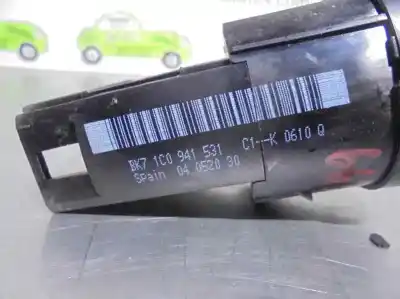 BK7 1C0 941 531 C1--K 0610 Q
Spain 04 0520 30